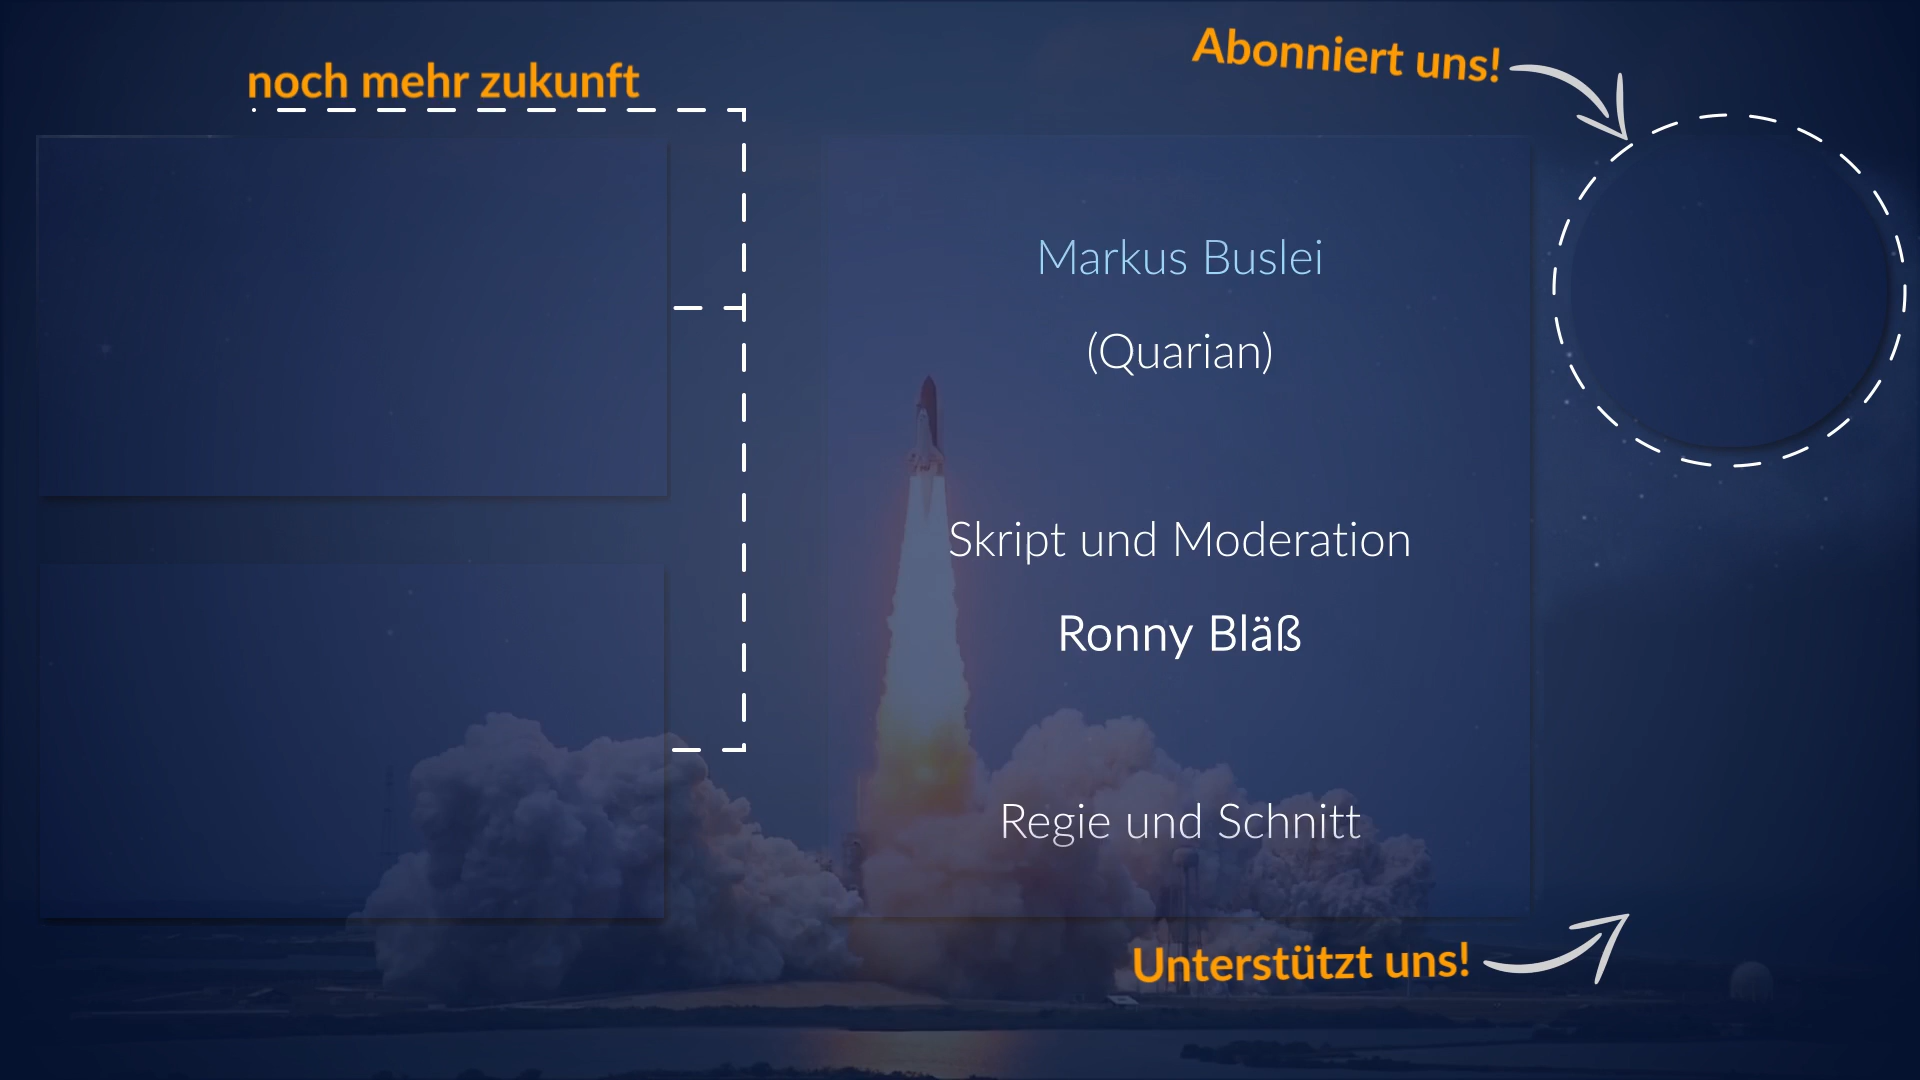 noch mehr zukunft
Abonniert uns!
Markus Buslei
(Quarian)
Skript und Moderation
Ronny Bläß
Regie und Schnitt
Unterstützt uns!